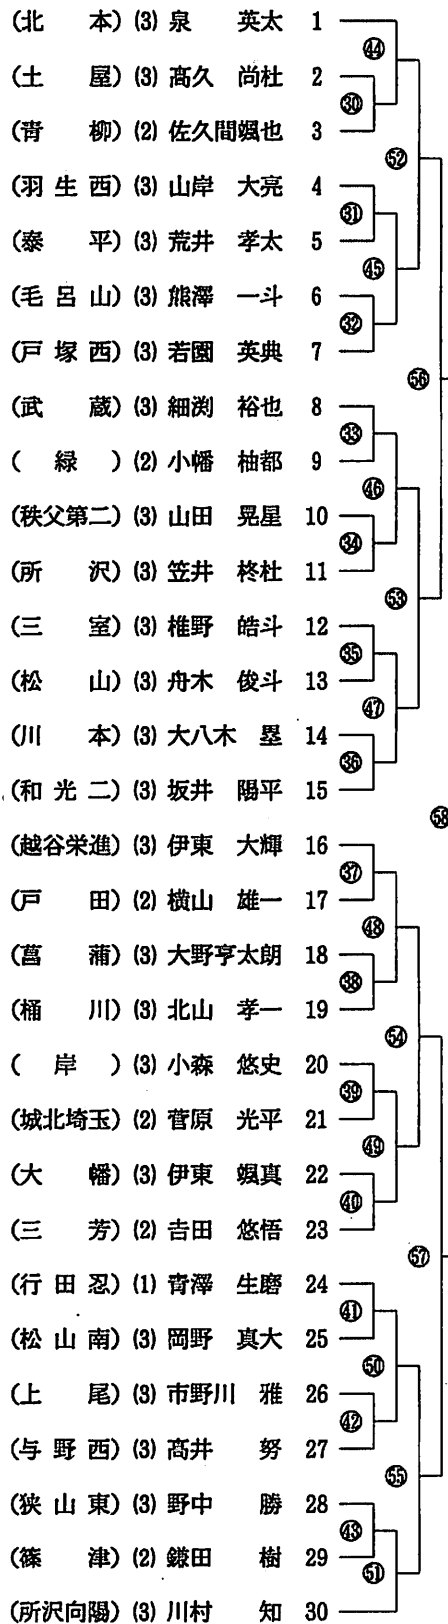 (北本) (3) 泉 英太 1
㊹
(土屋) (3) 高久 尚杜 2
㉚
(青柳) (2) 佐久間颯也 3
52
(羽生西) (3) 山岸 大亮 4
㉛
(泰平) (3) 荒井 孝太 5
㊺
(毛呂山) (3) 熊澤 一斗 6
㉜
(戸塚西) (3) 若園 英典 7
56
(武蔵) (3) 細渕 裕也 8
㉝
(緑) (2) 小幡 柚都 9
㊻
(秩父第二) (3) 山田 晃星 10
㉞
(所沢) (3) 笠井 柊杜 11
53
(三室) (3) 椎野 皓斗 12
㉟
(松山) (3) 舟木 俊斗 13
㊼
(川本) (3) 大八木 塁 14
㊱
(和光二) (3) 坂井 陽平 15
58
(越谷栄進) (3) 伊東 大輝 16
㊲
(戸田) (2) 横山 雄一 17
㊽
(菖蒲) (3) 大野亨太朗 18
㊳
(桶川) (3) 北山 孝一 19
54
(岸) (3) 小森 悠史 20
㊴
(城北埼玉) (2) 菅原 光平 21
㊾
(大幡) (3) 伊東 颯真 22
㊵
(三芳) (2) 吉田 悠悟 23
57
(行田忍) (1) 青澤 生磨 24
㊶
(松山南) (3) 岡野 真大 25
㊿
(上尾) (3) 市野川 雅 26
㊷
(与野西) (3) 高井 努 27
55
(狭山東) (3) 野中 勝 28
㊸
(篠津) (2) 鎌田 樹 29
51
(所沢向陽) (3) 川村 知 30